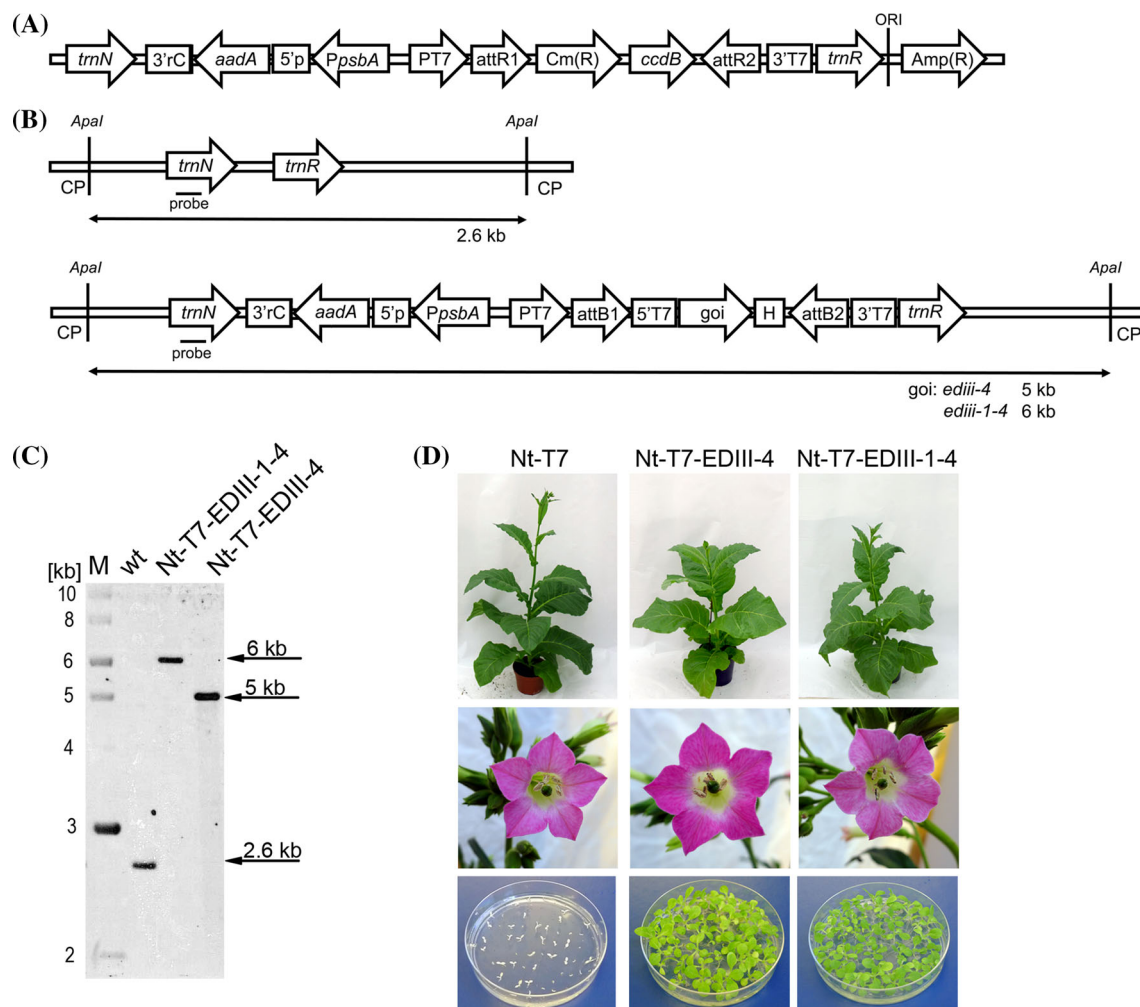 (A)
ORI
trnN 3'rC aadA 5'p PpsbA PT7 attR1 Cm(R) ccdB attR2 3'T7 trnR Amp(R)
(B)
ApaI ApaI
trnN trnR
CP CP
probe
2.6 kb
ApaI ApaI
trnN 3'rC aadA 5'p PpsbA PT7 attB1 5'T7 goi H attB2 3'T7 trnR
CP CP
probe
goi: ediii-4 5 kb
ediii-1-4 6 kb
(C)
[kb] M wt Nt-T7-EDIII-1-4 Nt-T7-EDIII-4
10
8
6 6 kb
5 5 kb
4
3
2.6 kb
2
(D)
Nt-T7 Nt-T7-EDIII-4 Nt-T7-EDIII-1-4